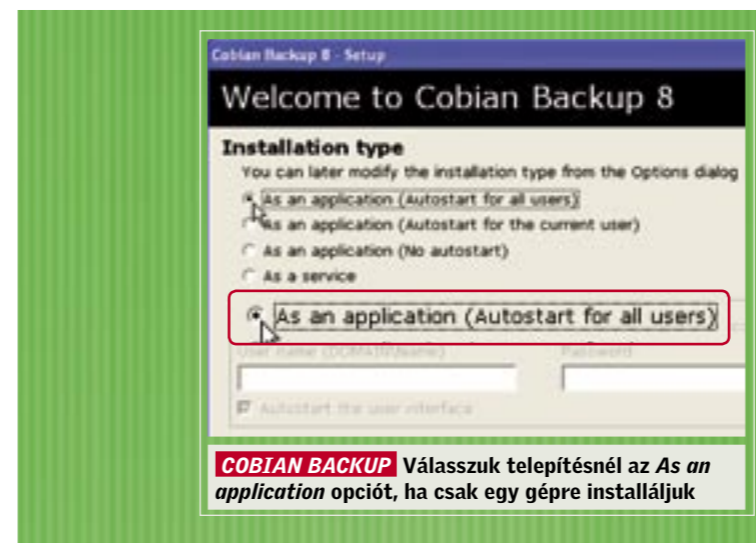 Cobian Backup 8 - Setup
Welcome to Cobian Backup 8
Installation type
You can later modify the installation type from the Options dialog
As an application (Autostart for all users)
As an application (Autostart for the current user)
As an application (No autostart)
As a service
As an application (Autostart for all users)
User name (DOMAIN\Name)
Password
Autostart the user interface
COBIAN BACKUP Válasszuk telepítésnél az As an
application opciót, ha csak egy gépre installáljuk